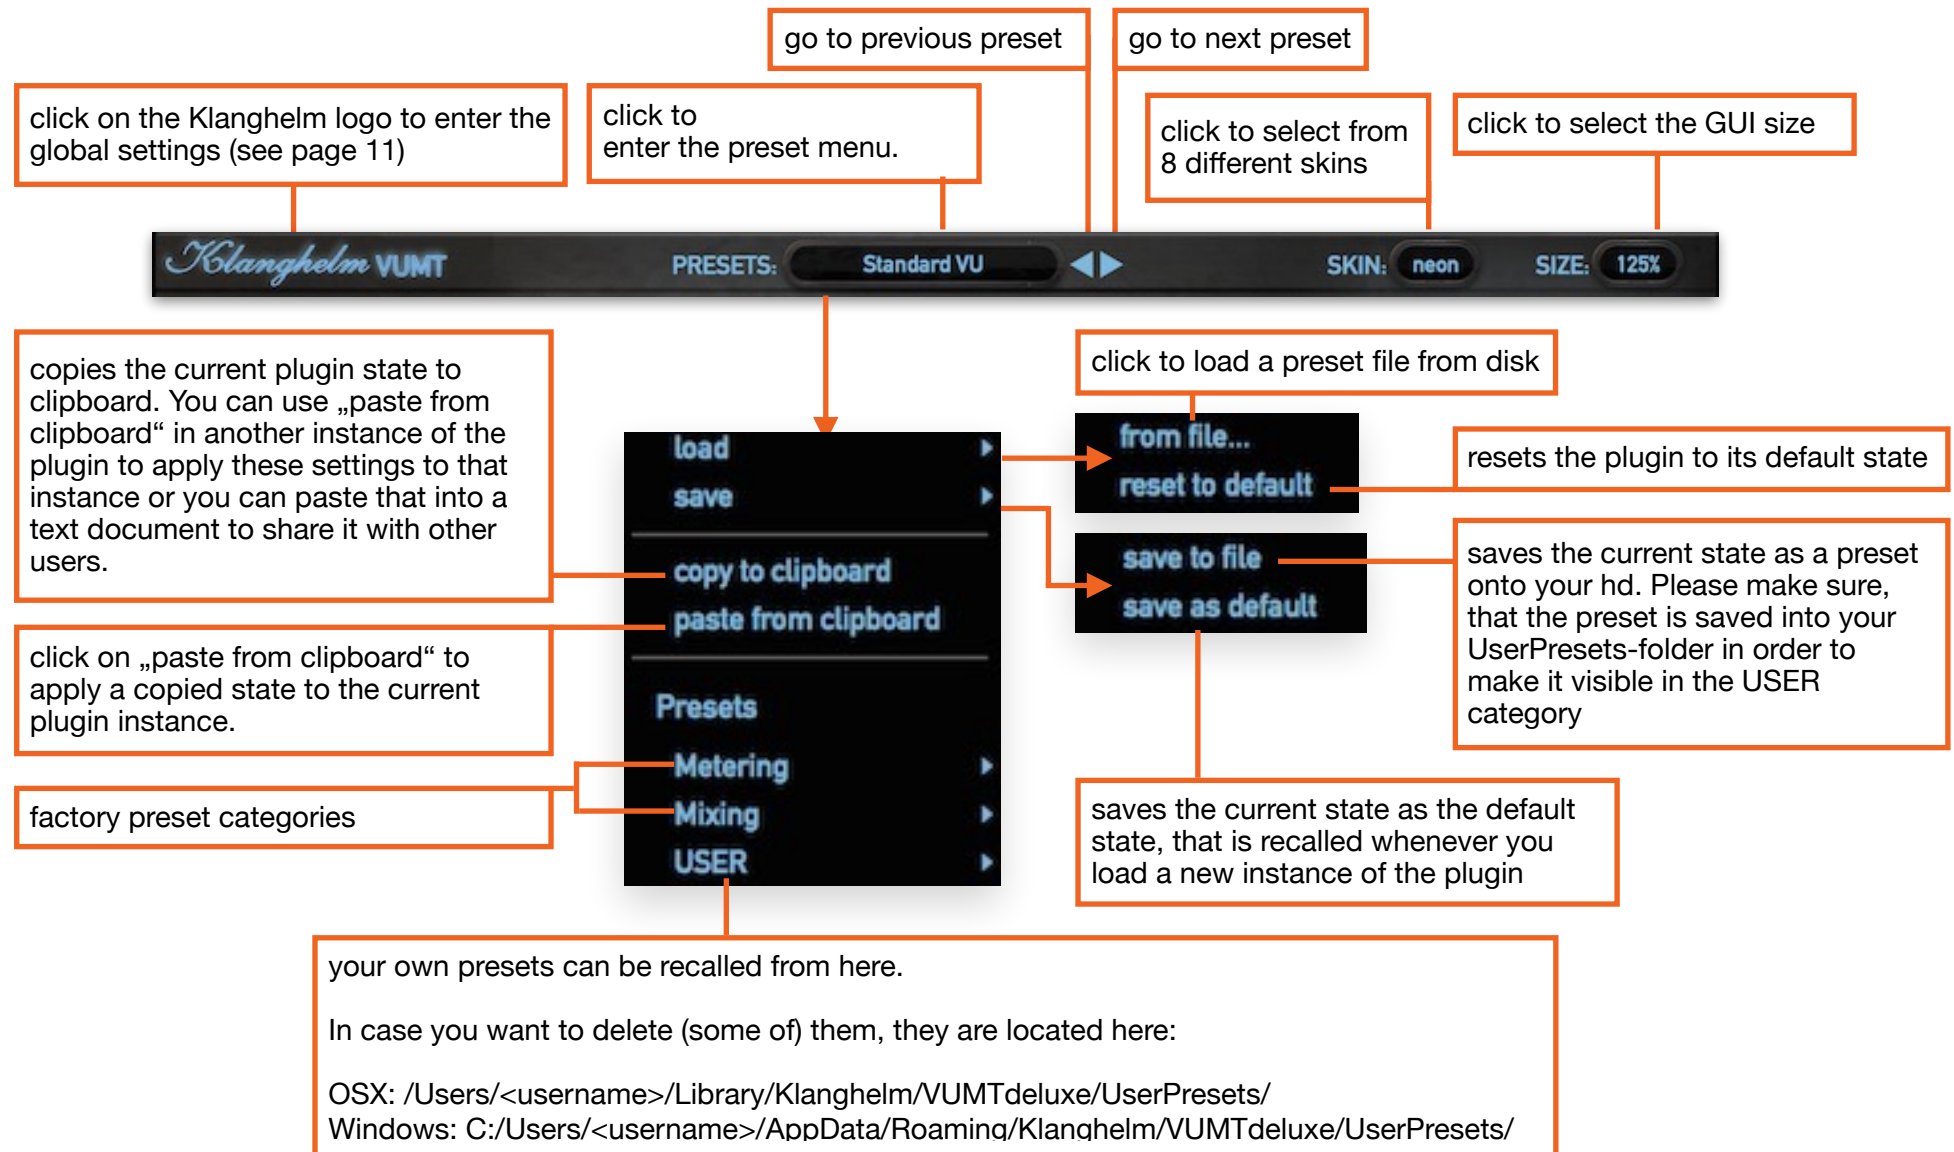 go to previous preset
go to next preset
click on the Klanghelm logo to enter the
global settings (see page 11)
click to
enter the preset menu.
click to select from
8 different skins
click to select the GUI size
Klanghelm VUMT
PRESETS:
Standard VU
SKIN:
neon
SIZE:
125%
copies the current plugin state to
clipboard. You can use „paste from
clipboard“ in another instance of the
plugin to apply these settings to that
instance or you can paste that into a
text document to share it with other
users.
click on „paste from clipboard“ to
apply a copied state to the current
plugin instance.
factory preset categories
load
save
copy to clipboard
paste from clipboard
Presets
Metering
Mixing
USER
click to load a preset file from disk
from file...
reset to default
resets the plugin to its default state
save to file
save as default
saves the current state as a preset
onto your hd. Please make sure,
that the preset is saved into your
UserPresets-folder in order to
make it visible in the USER
category
saves the current state as the default
state, that is recalled whenever you
load a new instance of the plugin
your own presets can be recalled from here.
In case you want to delete (some of) them, they are located here:
OSX: /Users/<username>/Library/Klanghelm/VUMTdeluxe/UserPresets/
Windows: C:/Users/<username>/AppData/Roaming/Klanghelm/VUMTdeluxe/UserPresets/